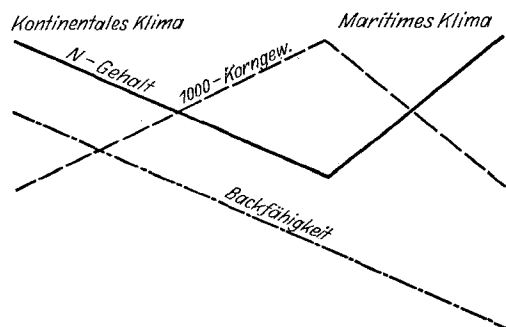 Kontinentales Klima
Maritimes Klima
N-Gehalt
1000-Korngew.
Backfähigkeit